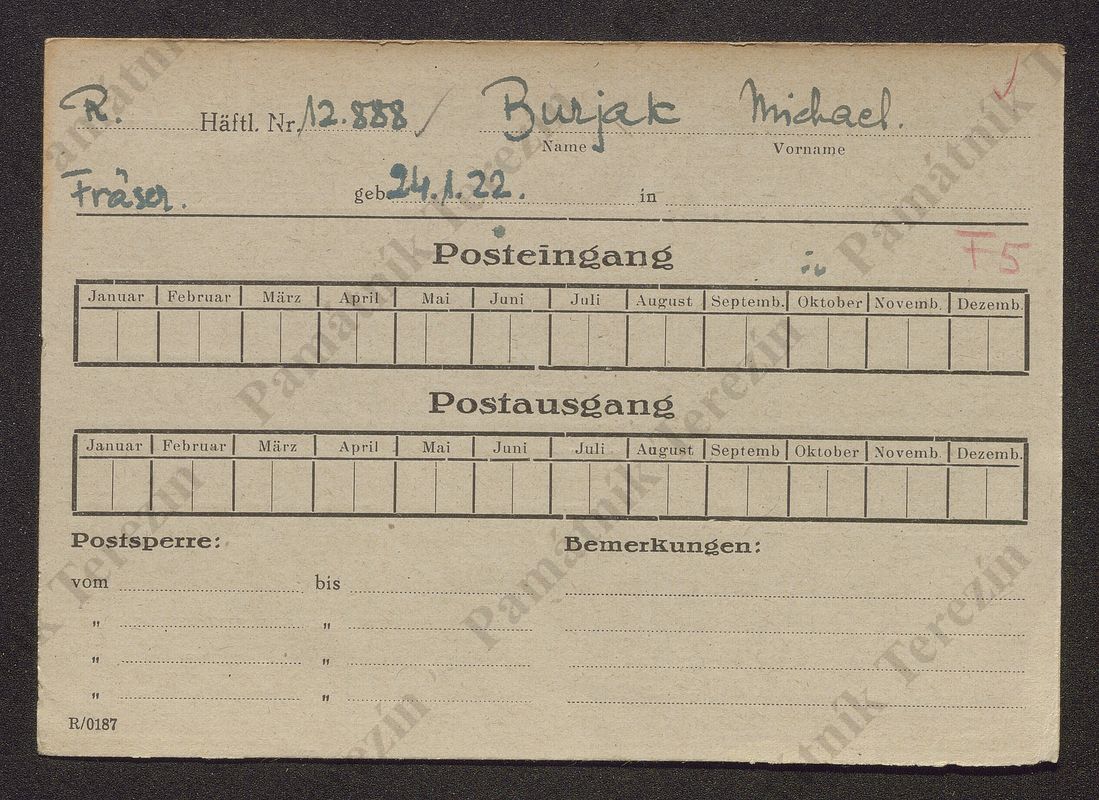 R. Häftl. Nr. 12.888 Burjak Michael.
Name Vorname
Fräser. geb. 24.1.22. in
F5
Posteingang
Januar Februar März April Mai Juni Juli August Septemb. Oktober Novemb. Dezemb.
Postausgang
Januar Februar März April Mai Juni Juli August Septemb Oktober Novemb. Dezemb.
Postsperre: Bemerkungen:
vom bis
" "
" "
" "
R/0187
Památník Terezín